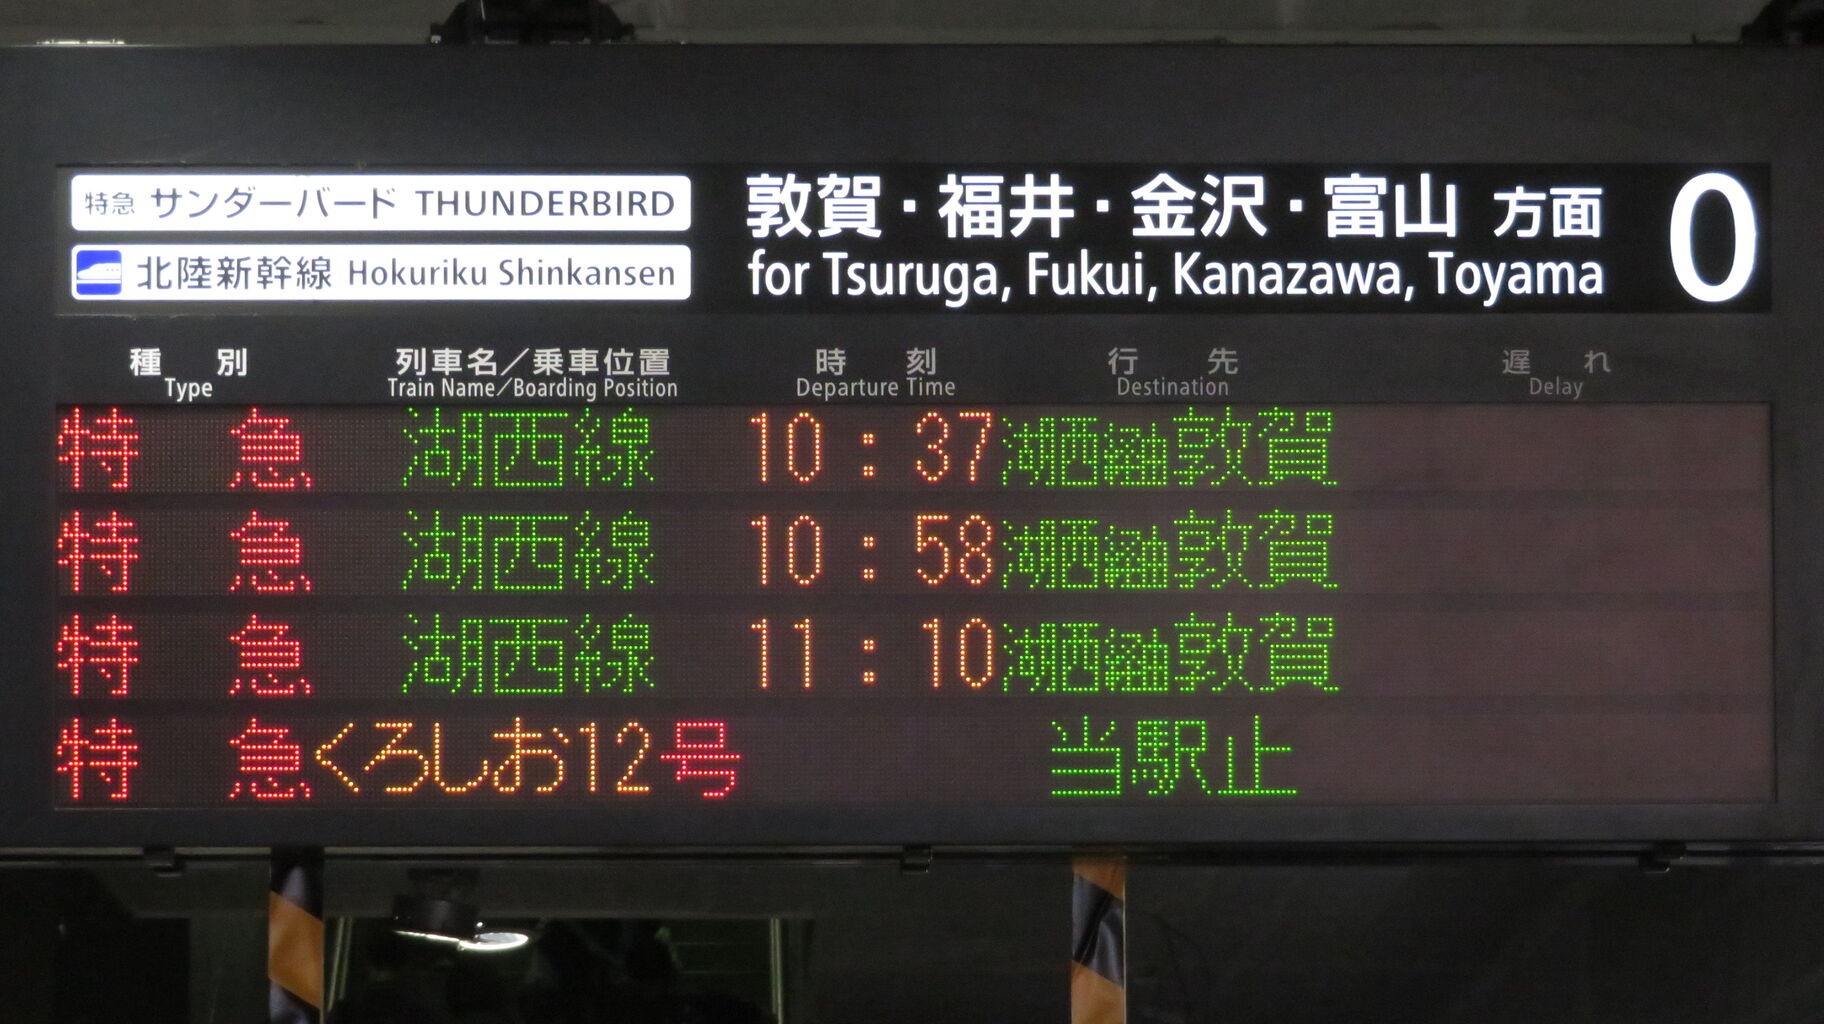 特急 サンダーバード THUNDERBIRD
北陸新幹線 Hokuriku Shinkansen
敦賀・福井・金沢・富山 方面
for Tsuruga, Fukui, Kanazawa, Toyama
0
種別 列車名／乗車位置 時刻 行先 遅れ
Type Train Name／Boarding Position Departure Time Destination Delay
特急 湖西線 10:37 湖西線経由敦賀
特急 湖西線 10:58 湖西線経由敦賀
特急 湖西線 11:10 湖西線経由敦賀
特急 くろしお12号 当駅止